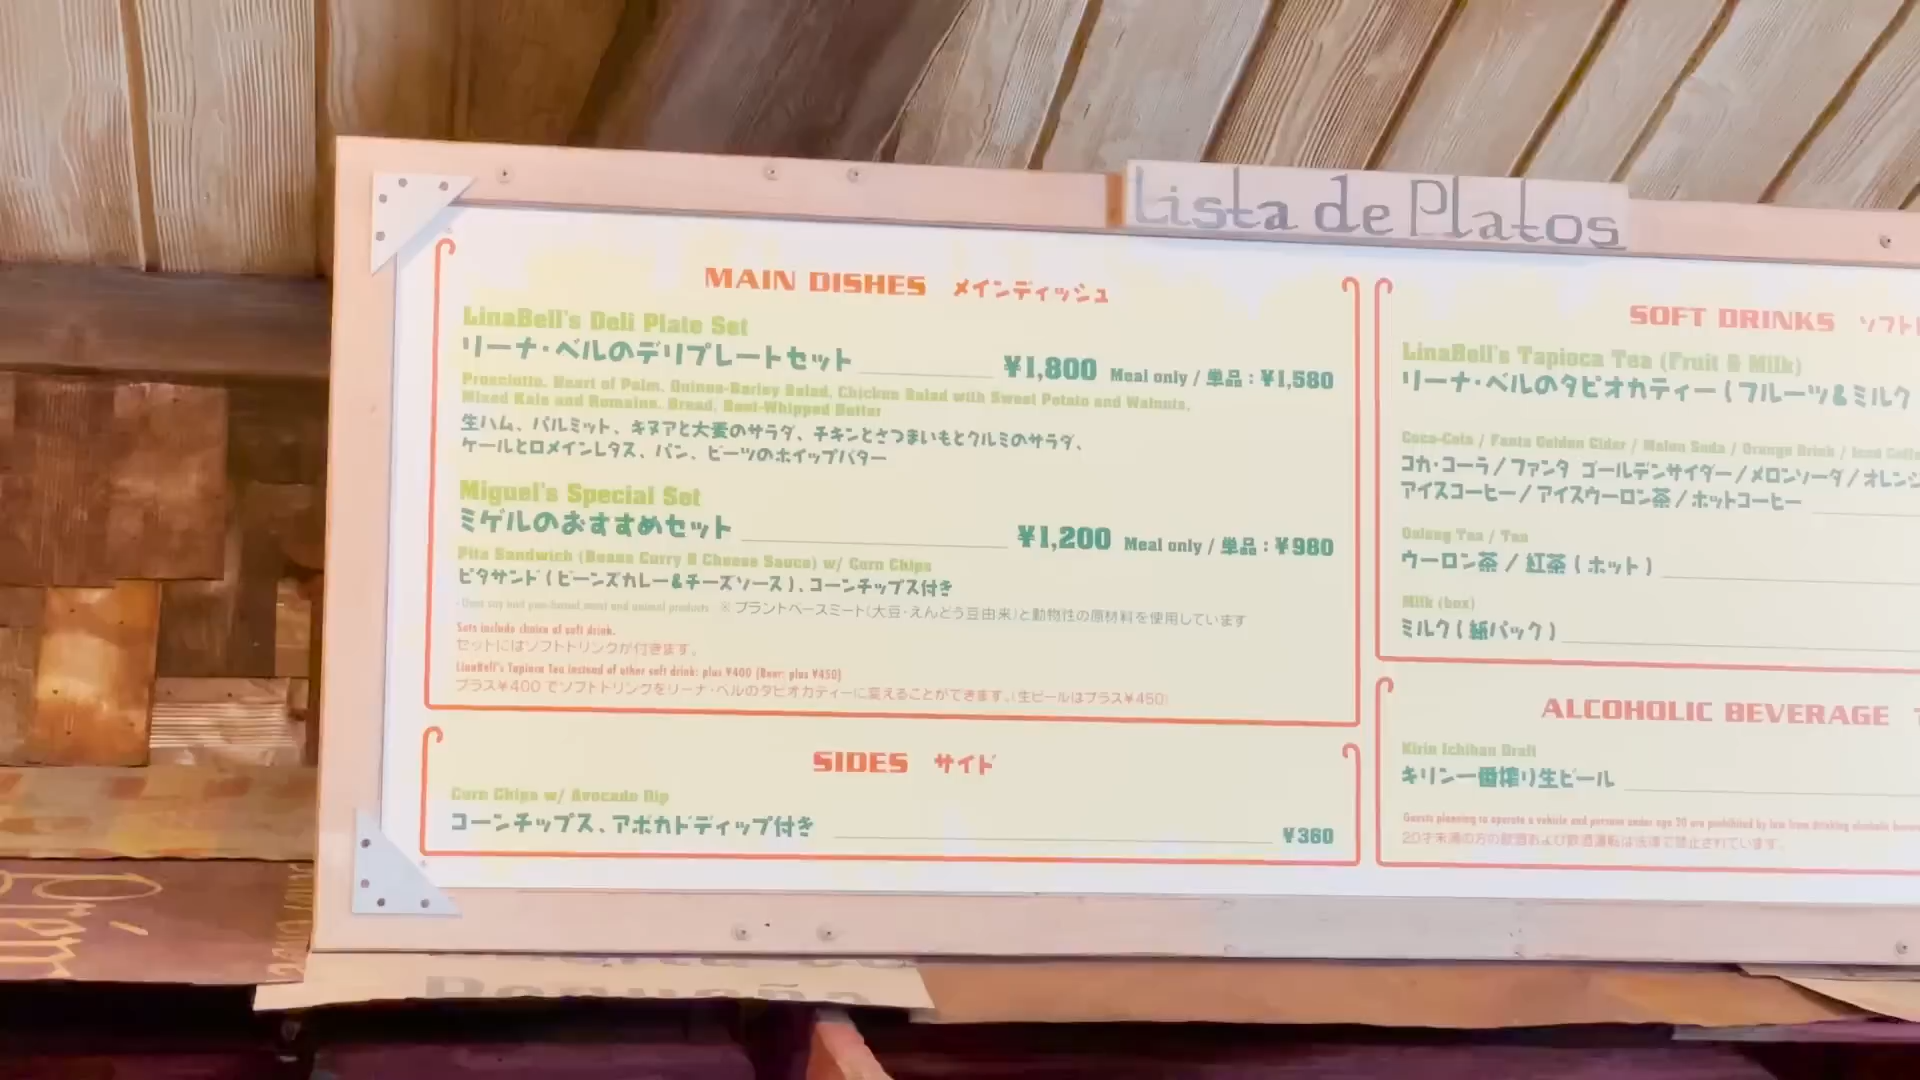 Lista de Platos
MAIN DISHES メインディッシュ
LinaBell's Deli Plate Set
リーナ・ベルのデリプレートセット ¥1,800 Meal only / 単品：¥1,580
Prosciutto, Heart of Palm, Quinoa-Barley Salad, Chicken Salad with Sweet Potato and Walnuts,
Mixed Kale and Romaine, Bread, Beet-Whipped Butter
生ハム、パルミット、キヌアと大麦のサラダ、チキンとさつまいもとクルミのサラダ、
ケールとロメインレタス、パン、ビーツのホイップバター
Miguel's Special Set
ミゲルのおすすめセット ¥1,200 Meal only / 単品：¥980
Pita Sandwich (Beans Curry & Cheese Sauce) w/ Corn Chips
ピタサンド(ビーンズカレー&チーズソース)、コーンチップス付き
and animal products ※プラントベースミート(大豆・えんどう豆由来)と動物性の原材料を使用しています
Sets include choice of soft drink.
セットにはソフトドリンクが付きます。
LinaBell's Tapioca Tea instead of other soft drink: plus ¥400 (Beer: plus ¥450)
プラス¥400でソフトドリンクをリーナ・ベルのタピオカティーに変えることができます。(生ビールはプラス¥450)
SIDES サイド
Corn Chips w/ Avocado Dip
コーンチップス、アボカドディップ付き ¥360
SOFT DRINKS ソフト
LinaBell's Tapioca Tea (Fruit & Milk)
リーナ・ベルのタピオカティー(フルーツ&ミルク
Coca-Cola / Fanta Golden Cider / Melon Soda / Orange Drink / Iced
コカ・コーラ/ファンタ ゴールデンサイダー/メロンソーダ/オレン
アイスコーヒー/アイスウーロン茶/ホットコーヒー
Oolong Tea / Tea
ウーロン茶 / 紅茶(ホット)
Milk (box)
ミルク(紙パック)
ALCOHOLIC BEVERAGE
Kirin Ichiban Draft
キリン一番搾り生ビール
Guests planning to operate a vehicle and persons under age 20 are prohibited by law from drinking alcoholic
20才未満の方の飲酒および飲酒運転は法律で禁止されています。